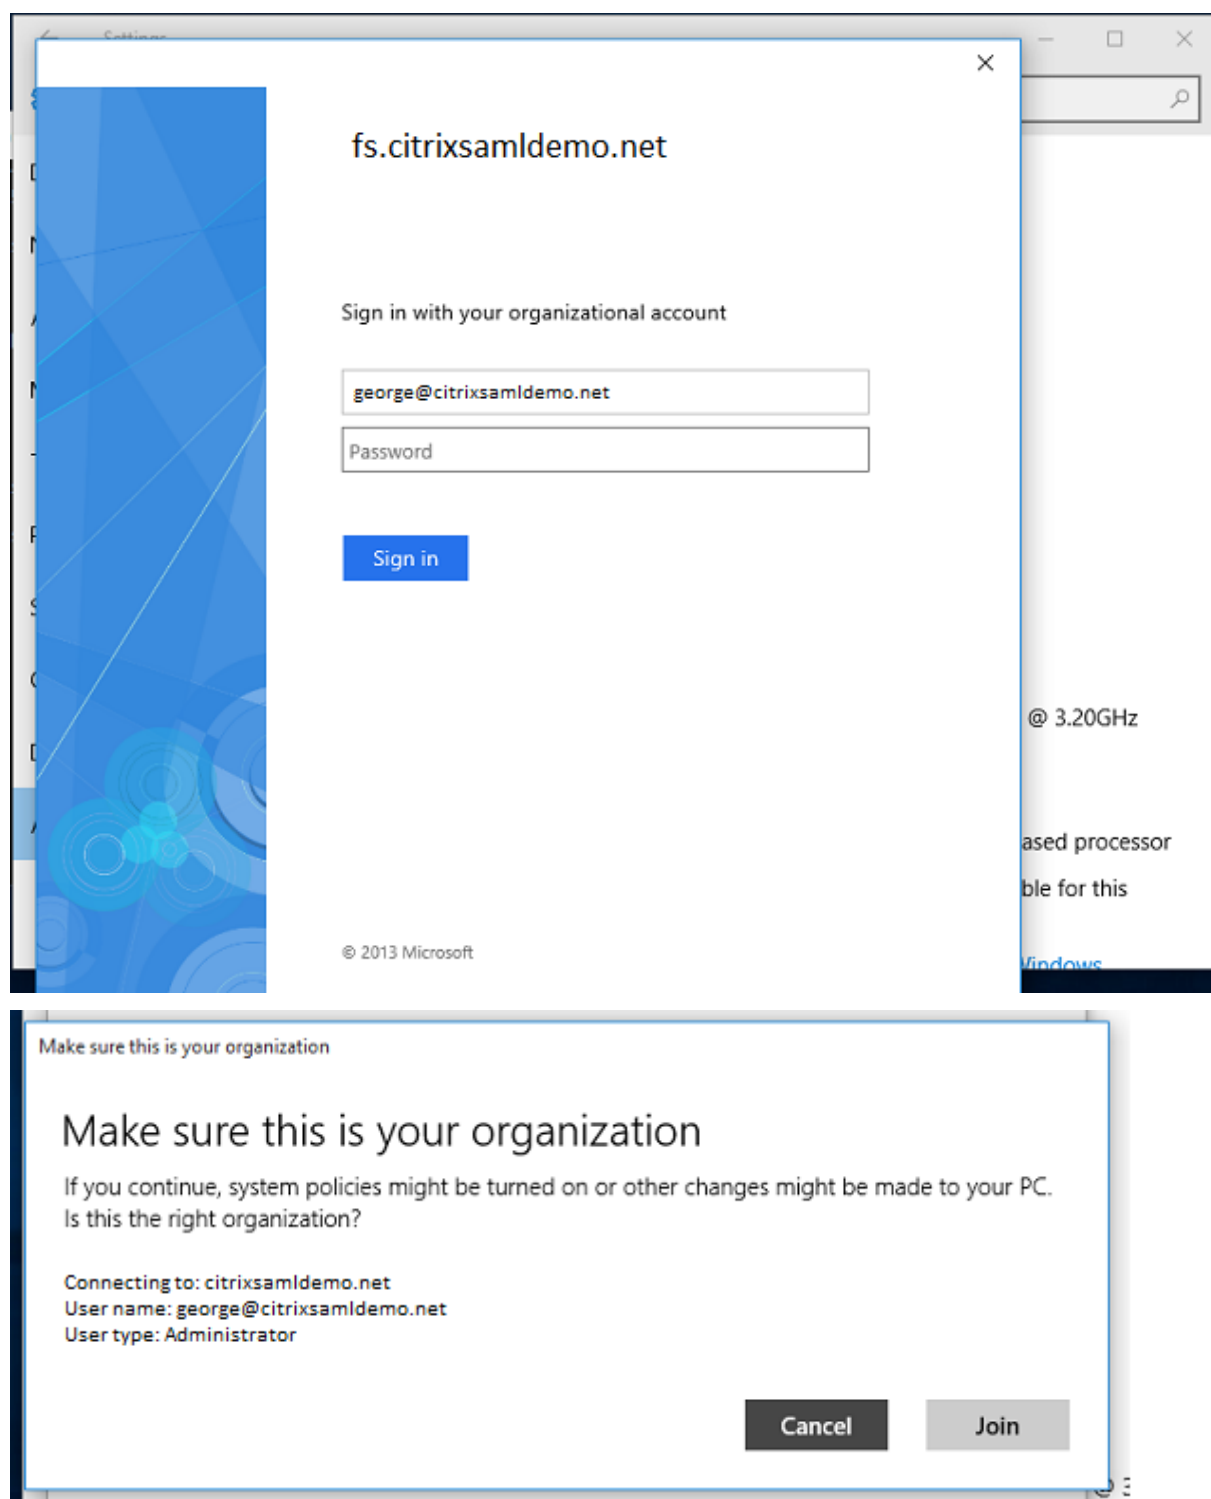 Settings
fs.citrixsamldemo.net
Sign in with your organizational account
george@citrixsamldemo.net
Password
Sign in
@ 3.20GHz
ased processor
ble for this
Windows
© 2013 Microsoft
Make sure this is your organization
Make sure this is your organization
If you continue, system policies might be turned on or other changes might be made to your PC.
Is this the right organization?
Connecting to: citrixsamldemo.net
User name: george@citrixsamldemo.net
User type: Administrator
Cancel
Join